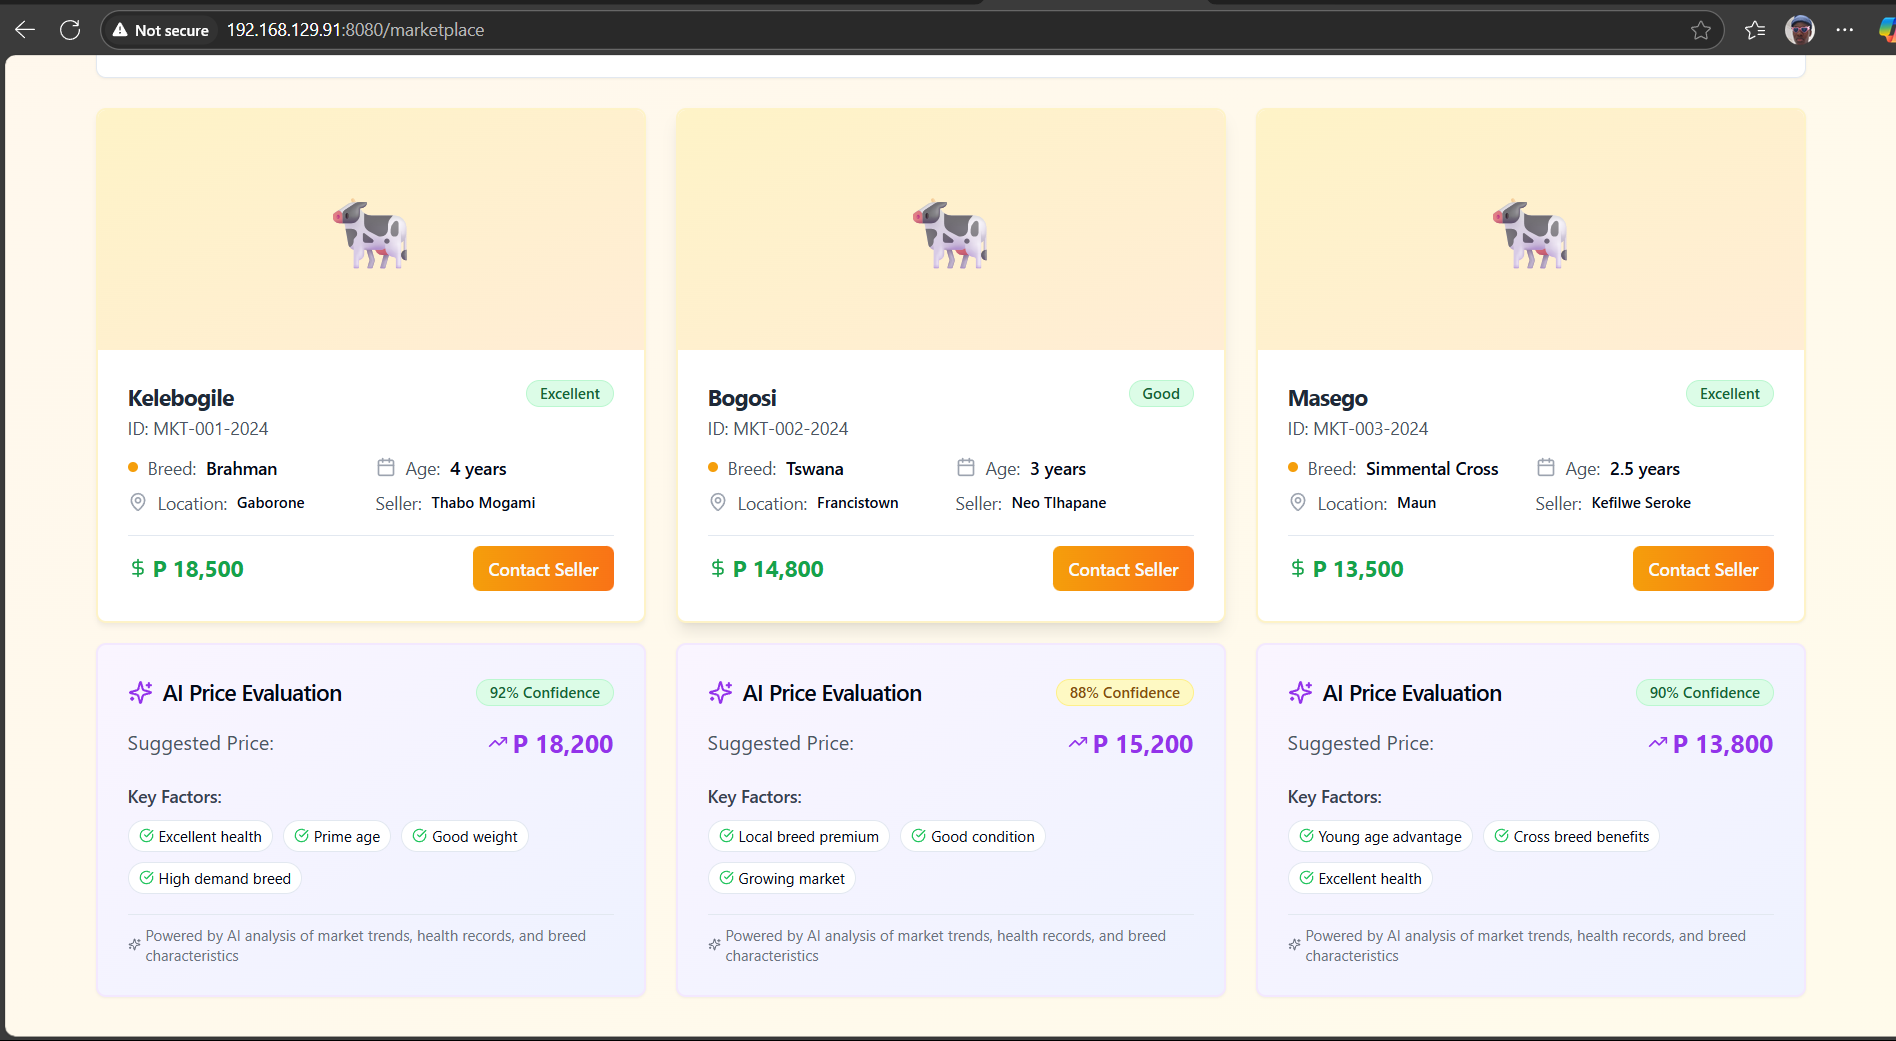 Not secure 192.168.129.91:8080/marketplace
Kelebogile
Excellent
ID: MKT-001-2024
Breed: Brahman
Age: 4 years
Location: Gaborone
Seller: Thabo Mogami
$ P 18,500
Contact Seller
Bogosi
Good
ID: MKT-002-2024
Breed: Tswana
Age: 3 years
Location: Francistown
Seller: Neo Tlhapane
$ P 14,800
Contact Seller
Masego
Excellent
ID: MKT-003-2024
Breed: Simmental Cross
Age: 2.5 years
Location: Maun
Seller: Kefilwe Seroke
$ P 13,500
Contact Seller
AI Price Evaluation
92% Confidence
Suggested Price:
P 18,200
Key Factors:
Excellent health
Prime age
Good weight
High demand breed
Powered by AI analysis of market trends, health records, and breed
characteristics
AI Price Evaluation
88% Confidence
Suggested Price:
P 15,200
Key Factors:
Local breed premium
Good condition
Growing market
Powered by AI analysis of market trends, health records, and breed
characteristics
AI Price Evaluation
90% Confidence
Suggested Price:
P 13,800
Key Factors:
Young age advantage
Cross breed benefits
Excellent health
Powered by AI analysis of market trends, health records, and breed
characteristics